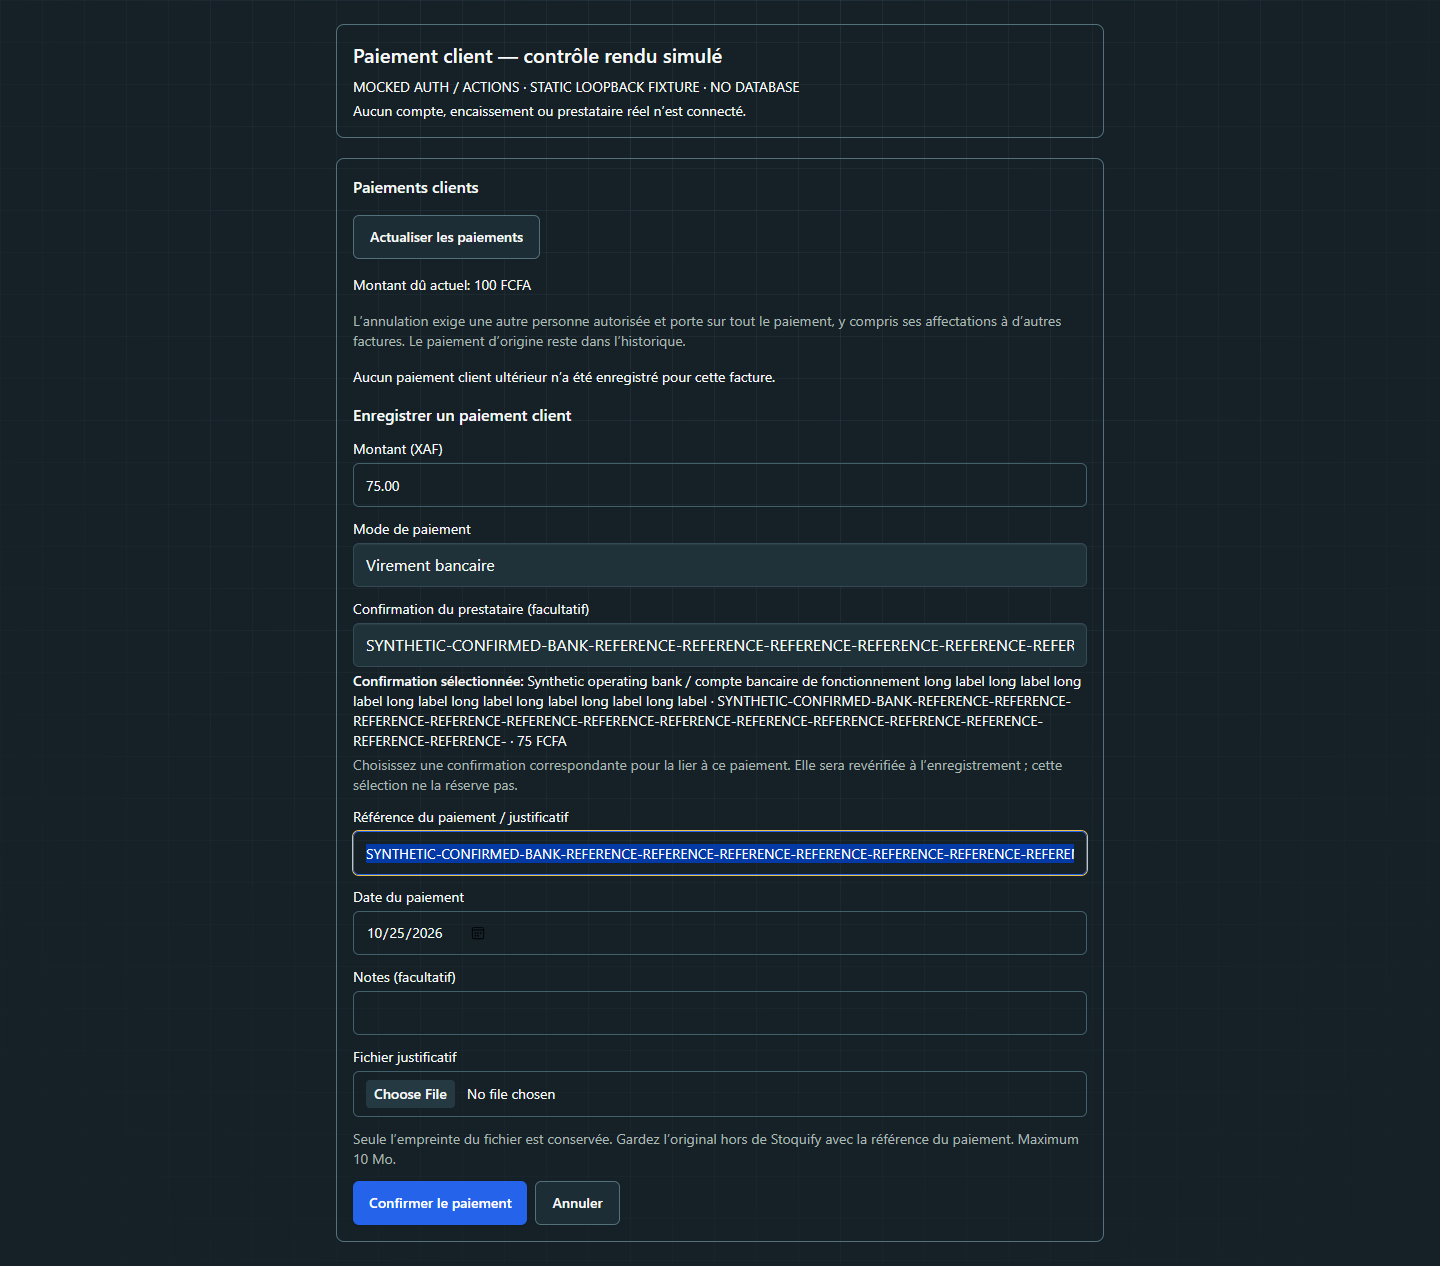 Paiement client — contrôle rendu simulé
MOCKED AUTH / ACTIONS · STATIC LOOPBACK FIXTURE · NO DATABASE
Aucun compte, encaissement ou prestataire réel n’est connecté.
Paiements clients
Actualiser les paiements
Montant dû actuel: 100 FCFA
L’annulation exige une autre personne autorisée et porte sur tout le paiement, y compris ses affectations à d’autres
factures. Le paiement d’origine reste dans l’historique.
Aucun paiement client ultérieur n’a été enregistré pour cette facture.
Enregistrer un paiement client
Montant (XAF)
75.00
Mode de paiement
Virement bancaire
Confirmation du prestataire (facultatif)
SYNTHETIC-CONFIRMED-BANK-REFERENCE-REFERENCE-REFERENCE-REFERENCE-REFERENCE-REFER
Confirmation sélectionnée: Synthetic operating bank / compte bancaire de fonctionnement long label long label long
label long label long label long label long label long label · SYNTHETIC-CONFIRMED-BANK-REFERENCE-REFERENCE-
REFERENCE-REFERENCE-REFERENCE-REFERENCE-REFERENCE-REFERENCE-REFERENCE-REFERENCE-REFERENCE-
REFERENCE-REFERENCE- · 75 FCFA
Choisissez une confirmation correspondante pour la lier à ce paiement. Elle sera revérifiée à l’enregistrement ; cette
sélection ne la réserve pas.
Référence du paiement / justificatif
SYNTHETIC-CONFIRMED-BANK-REFERENCE-REFERENCE-REFERENCE-REFERENCE-REFERENCE-REFERENCE-REFEREI
Date du paiement
10/25/2026
Notes (facultatif)
Fichier justificatif
Choose File No file chosen
Seule l’empreinte du fichier est conservée. Gardez l’original hors de Stoquify avec la référence du paiement. Maximum
10 Mo.
Confirmer le paiement Annuler